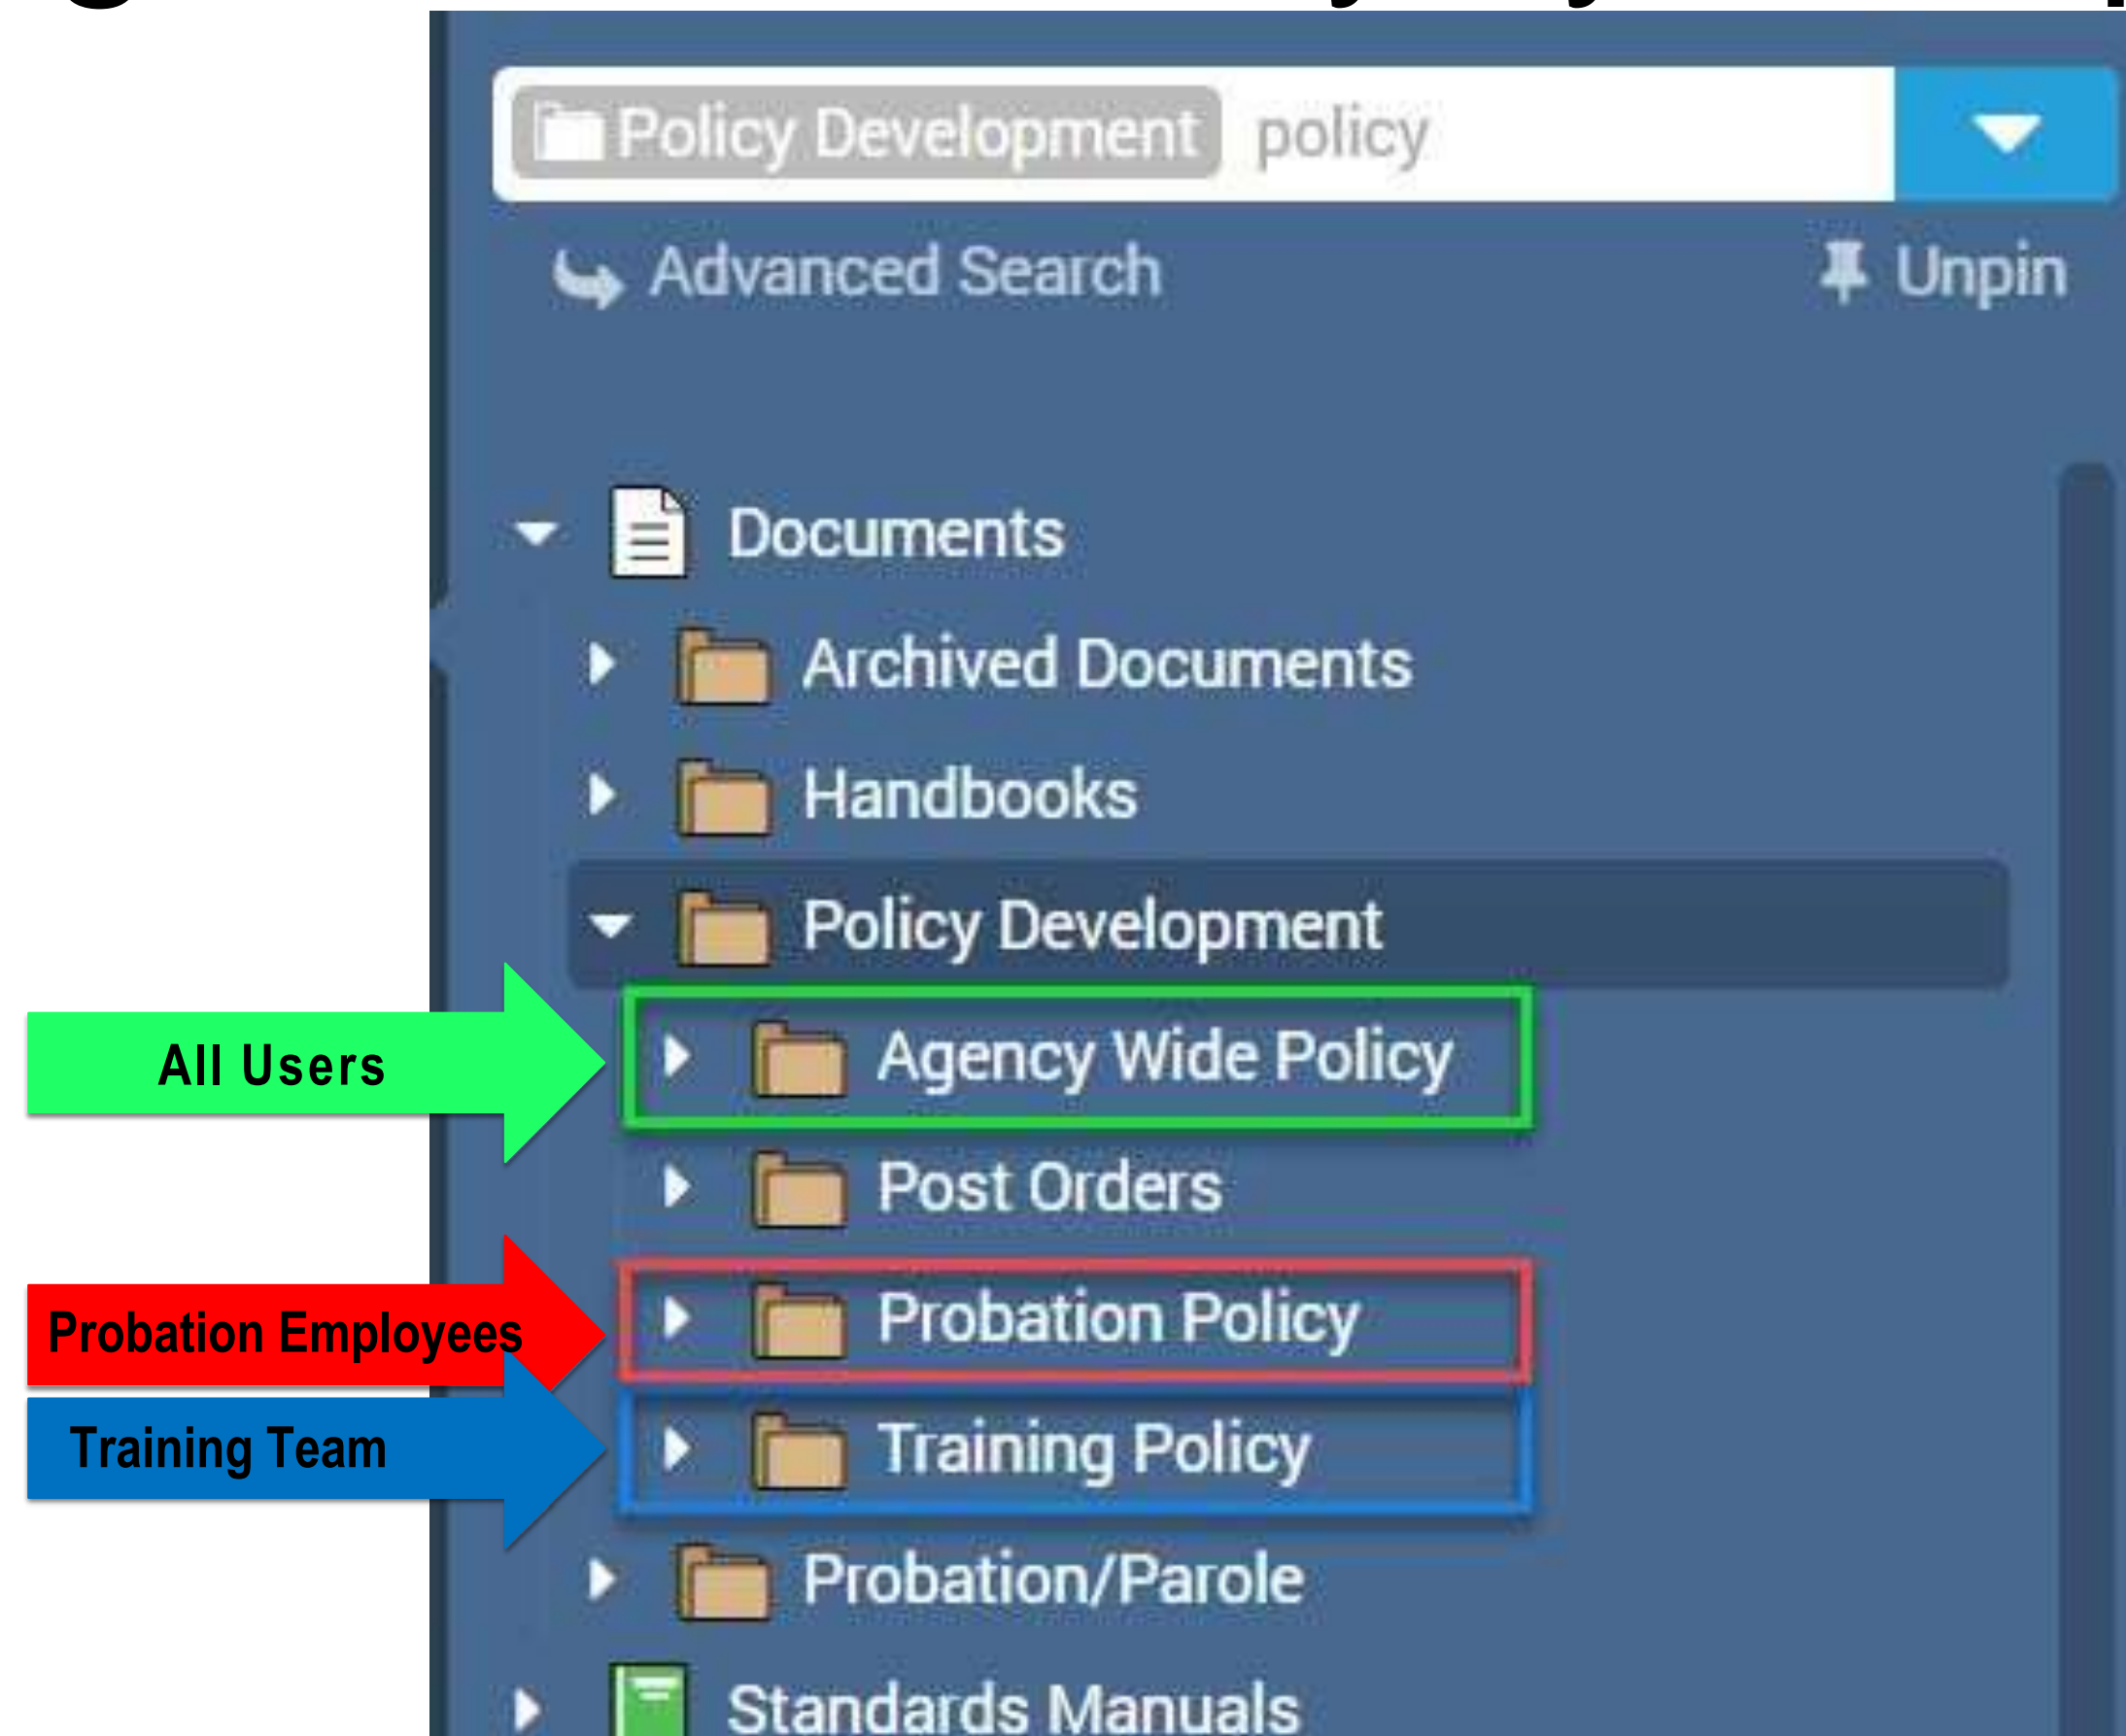 Policy Development policy
Advanced Search Unpin
Documents
Archived Documents
Handbooks
Policy Development
All Users Agency Wide Policy
Post Orders
Probation Employees Probation Policy
Training Team Training Policy
Probation/Parole
Standards Manuals